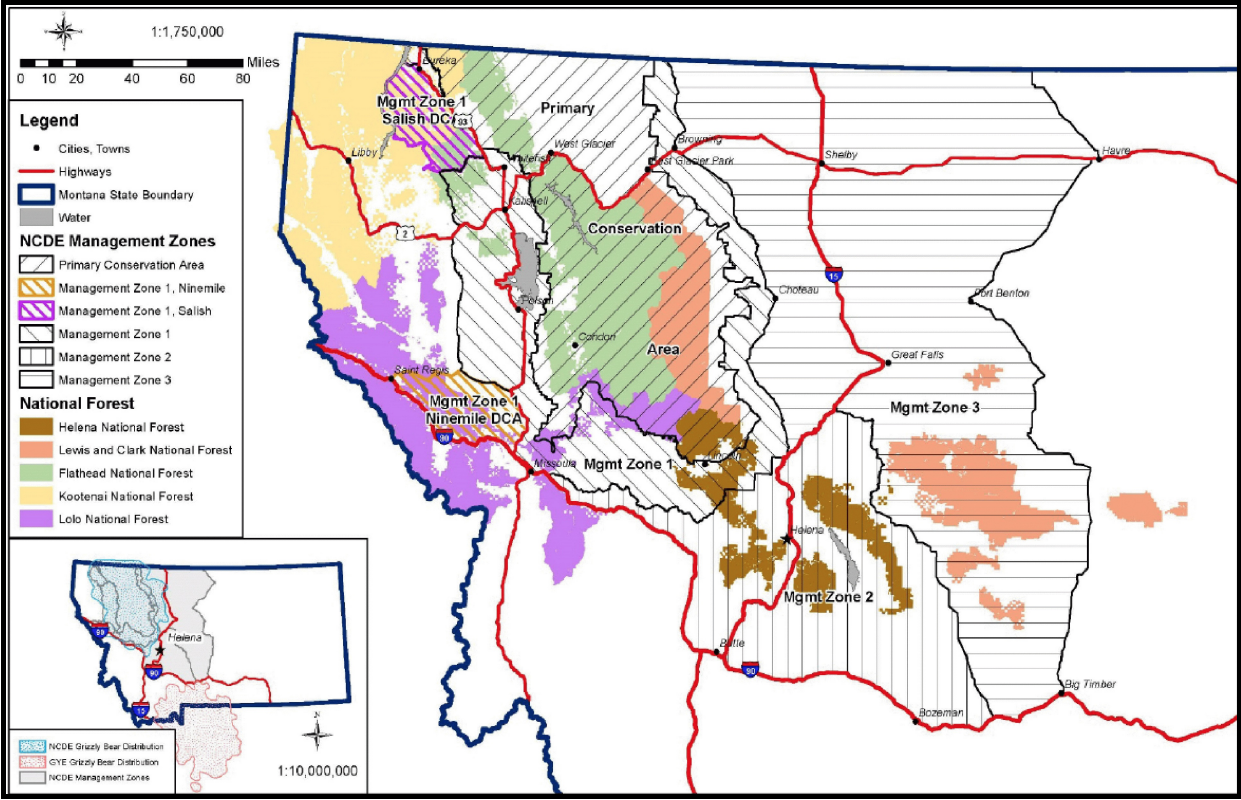 1:1,750,000
0 10 20 40 60 80 Miles
Legend
Cities, Towns
Highways
Montana State Boundary
Water
NCDE Management Zones
Primary Conservation Area
Management Zone 1, Ninemile
Management Zone 1, Salish
Management Zone 1
Management Zone 2
Management Zone 3
National Forest
Helena National Forest
Lewis and Clark National Forest
Flathead National Forest
Kootenai National Forest
Lolo National Forest
Eureka
Mgmt Zone 1
Salish DCA
93
Primary
Libby
West Glacier
Browning
East Glacier Park
Shelby
Havre
Whitefish
Kalispell
2
Conservation
15
Choteau
Fort Benton
Polson
Condon
Area
Great Falls
Saint Regis
Mgmt Zone 1
Ninemile DCA
90
Mgmt Zone 3
Missoula
Mgmt Zone 1
Lincoln
Helena
Mgmt Zone 2
Butte
90
Big Timber
Bozeman
90
Helena
90
15
N
NCDE Grizzly Bear Distribution
GYE Grizzly Bear Distribution
NCDE Management Zones
1:10,000,000